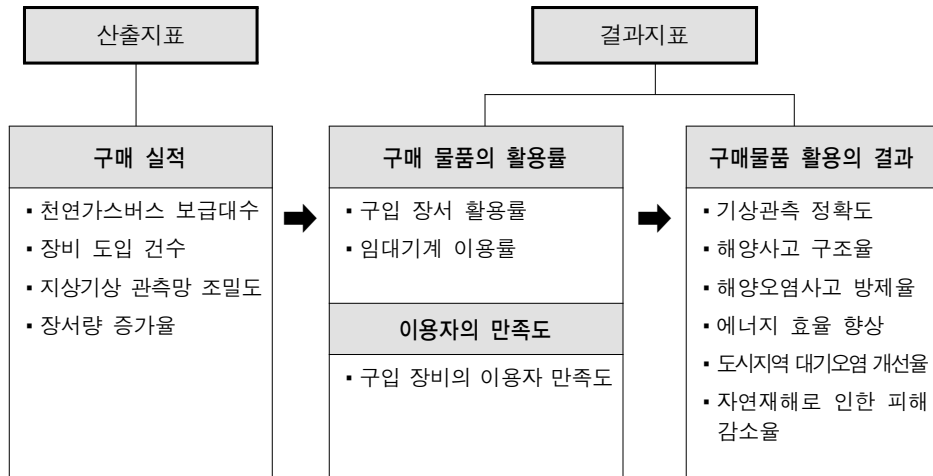 산출지표
결과지표
구매 실적
▪ 천연가스버스 보급대수
▪ 장비 도입 건수
▪ 지상기상 관측망 조밀도
▪ 장서량 증가율
구매 물품의 활용률
▪ 구입 장서 활용률
▪ 임대기계 이용률
이용자의 만족도
▪ 구입 장비의 이용자 만족도
구매물품 활용의 결과
▪ 기상관측 정확도
▪ 해양사고 구조율
▪ 해양오염사고 방제율
▪ 에너지 효율 향상
▪ 도시지역 대기오염 개선율
▪ 자연재해로 인한 피해
감소율